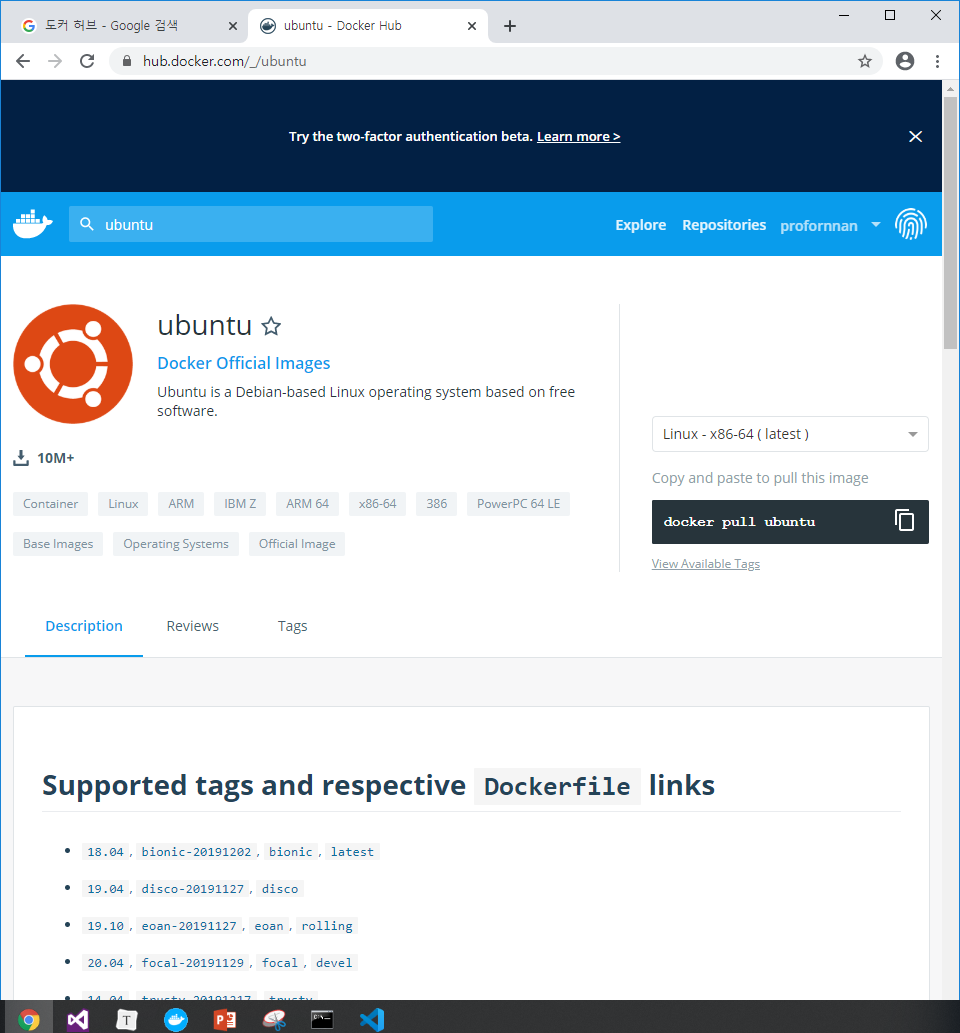 도커 허브 - Google 검색
ubuntu - Docker Hub
hub.docker.com/_/ubuntu
Try the two-factor authentication beta. Learn more >
ubuntu
Explore Repositories profornnan
ubuntu
Docker Official Images
Ubuntu is a Debian-based Linux operating system based on free
software.
10M+
Container Linux ARM IBM Z ARM 64 x86-64 386 PowerPC 64 LE
Base Images Operating Systems Official Image
Linux - x86-64 ( latest )
Copy and paste to pull this image
docker pull ubuntu
View Available Tags
Description Reviews Tags
Supported tags and respective Dockerfile links
18.04, bionic-20191202, bionic, latest
19.04, disco-20191127, disco
19.10, eoan-20191127, eoan, rolling
20.04, focal-20191129, focal, devel
14.04, trusty-20191217, trusty